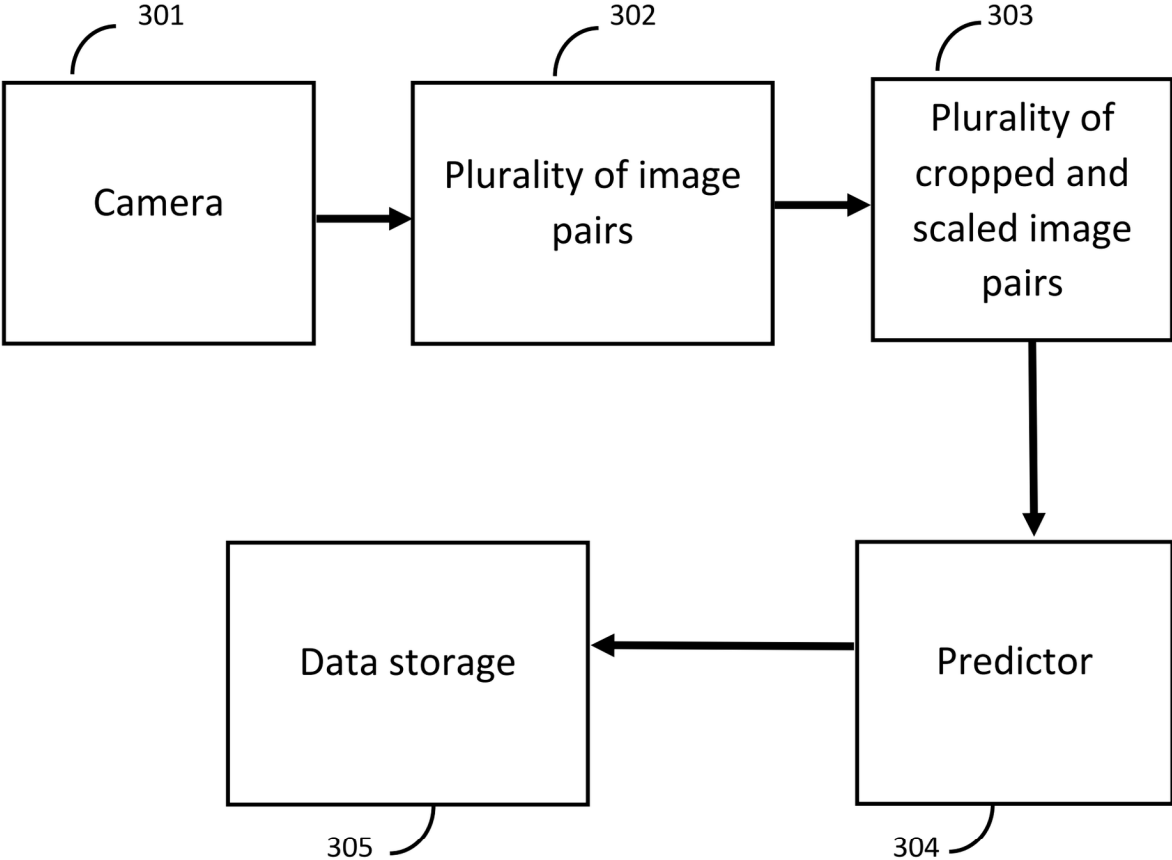 301
302
303
Camera
Plurality of image
pairs
Plurality of
cropped and
scaled image
pairs
Data storage
Predictor
305
304